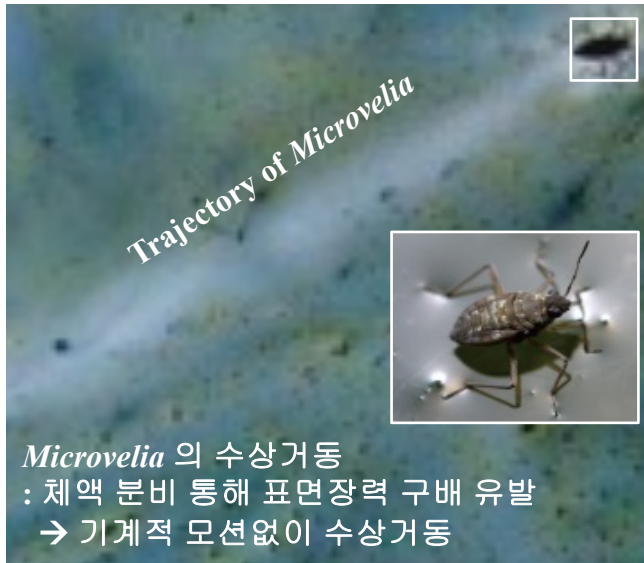 Trajectory of Microvelia
Microvelia 의 수상거동
: 체액 분비 통해 표면장력 구배 유발
→ 기계적 모션없이 수상거동